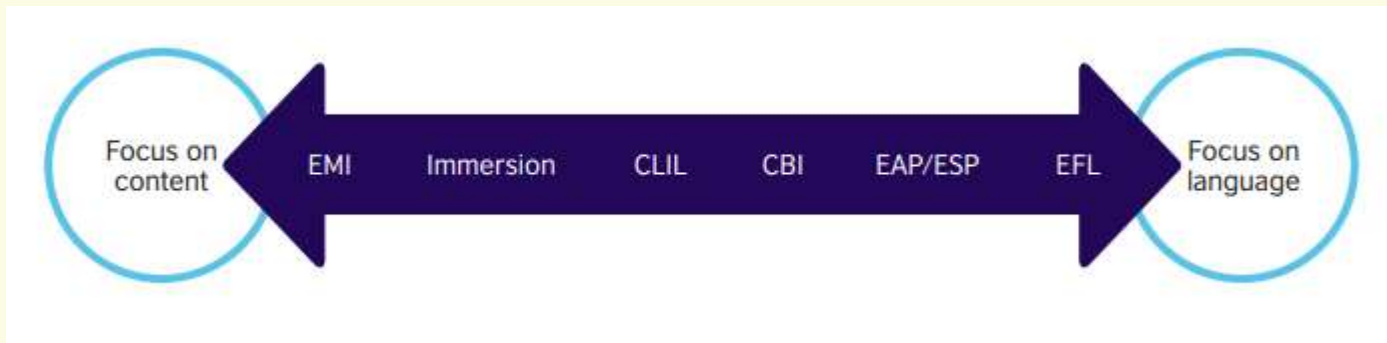 Focus on
content
EMI Immersion CLIL CBI EAP/ESP EFL
Focus on
language